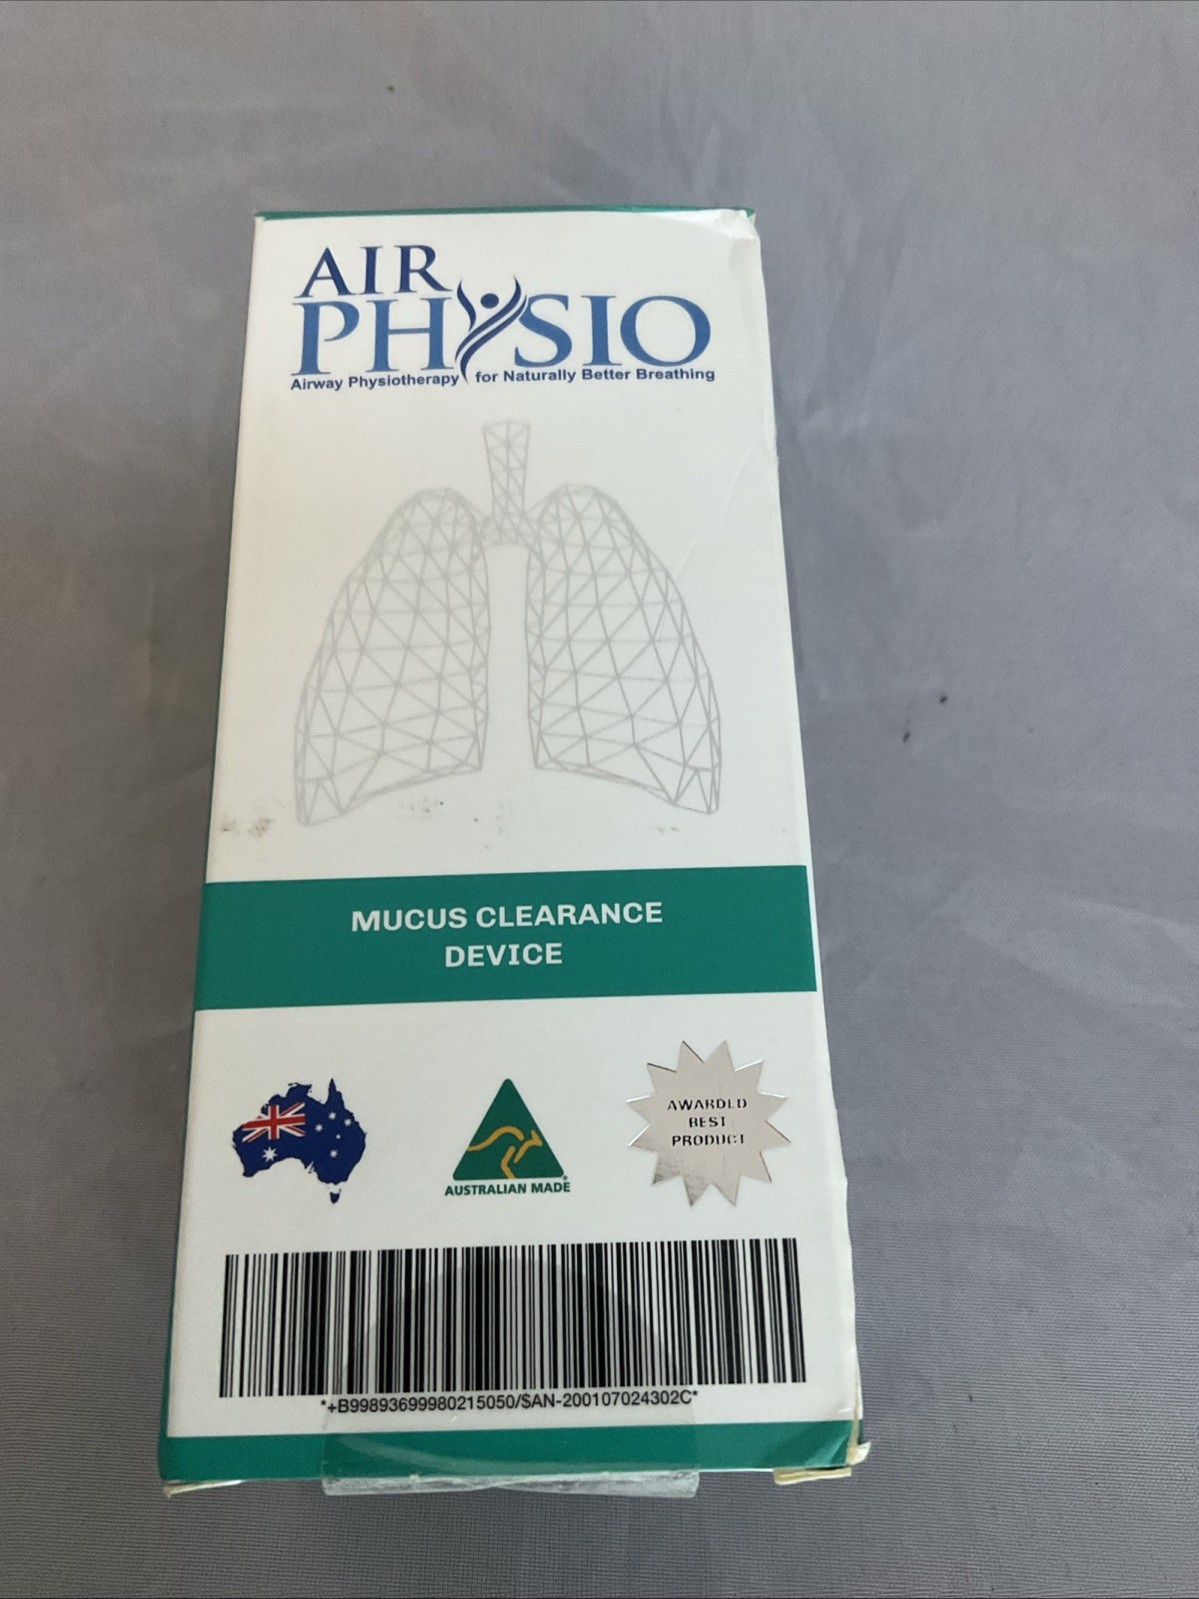 AIR
PHYSIO
Airway Physiotherapy for Naturally Better Breathing
MUCUS CLEARANCE
DEVICE
AUSTRALIAN MADE
AWARDED
BEST
PRODUCT
*+B99893699980215050/$AN-200107024302C*